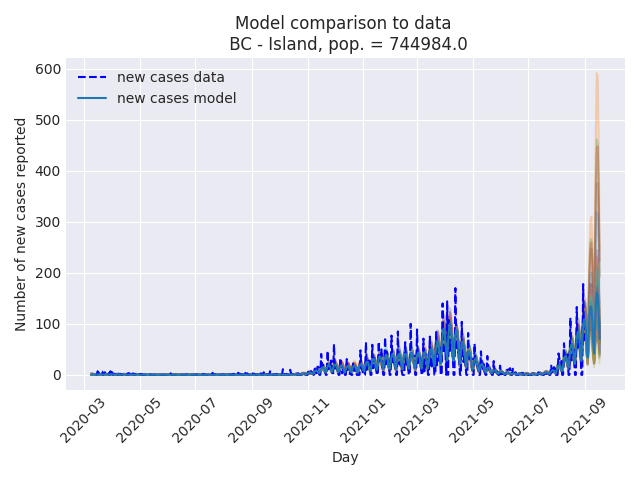 Model comparison to data
BC - Island, pop. = 744984.0
new cases data
new cases model
Number of new cases reported
600
500
400
300
200
100
0
2020-03
2020-05
2020-07
2020-09
2020-11
2021-01
2021-03
2021-05
2021-07
2021-09
Day